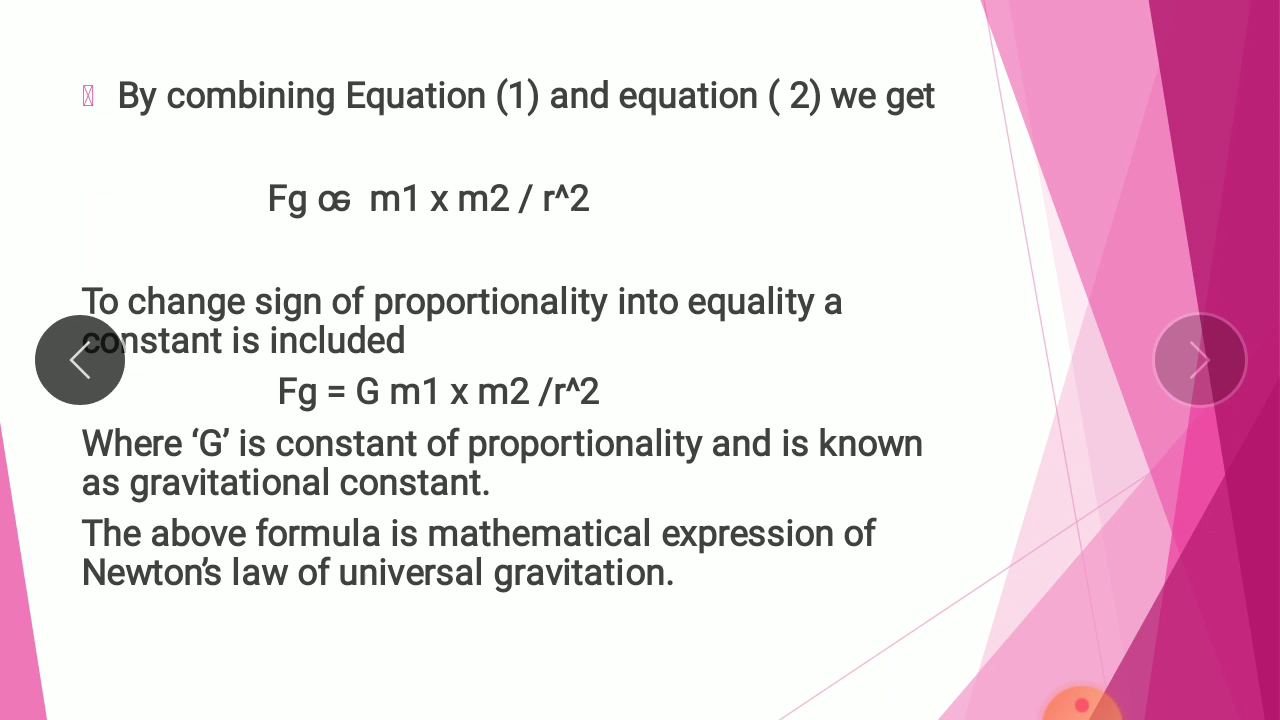 By combining Equation (1) and equation ( 2) we get
Fg ∝ m1 x m2 / r^2
To change sign of proportionality into equality a
constant is included
Fg = G m1 x m2 /r^2
Where ‘G’ is constant of proportionality and is known
as gravitational constant.
The above formula is mathematical expression of
Newton’s law of universal gravitation.